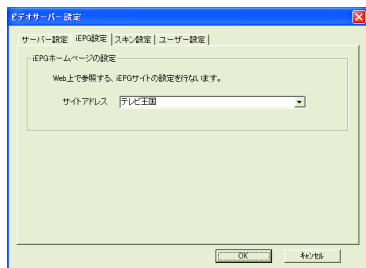 ビデオサーバー 設定
サーバー設定 iEPG設定 スキン設定 ユーザー設定
iEPGホームページの設定
Web上で参照する、iEPGサイトの設定を行ないます。
サイトアドレス テレビ王国
OK キャンセル